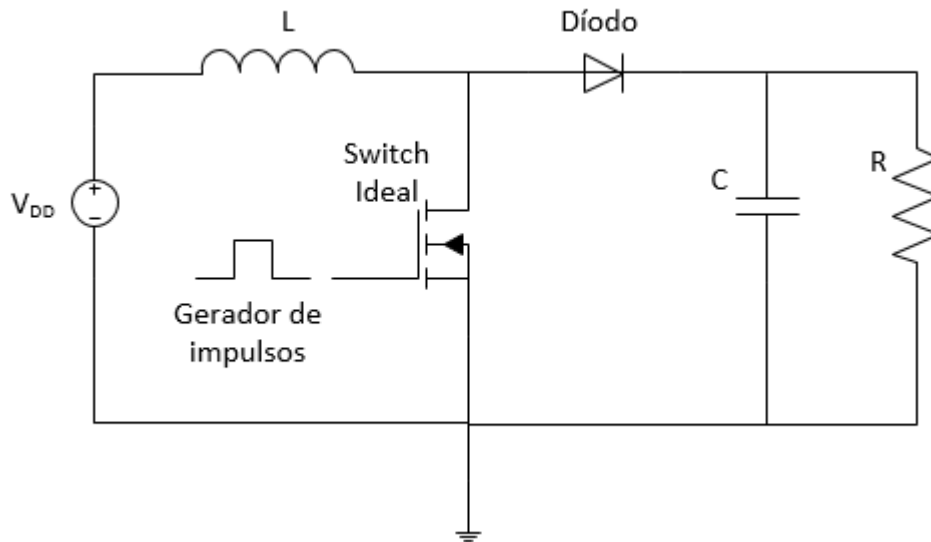 L
Díodo
Switch
Ideal
V_DD
C
R
Gerador de
impulsos